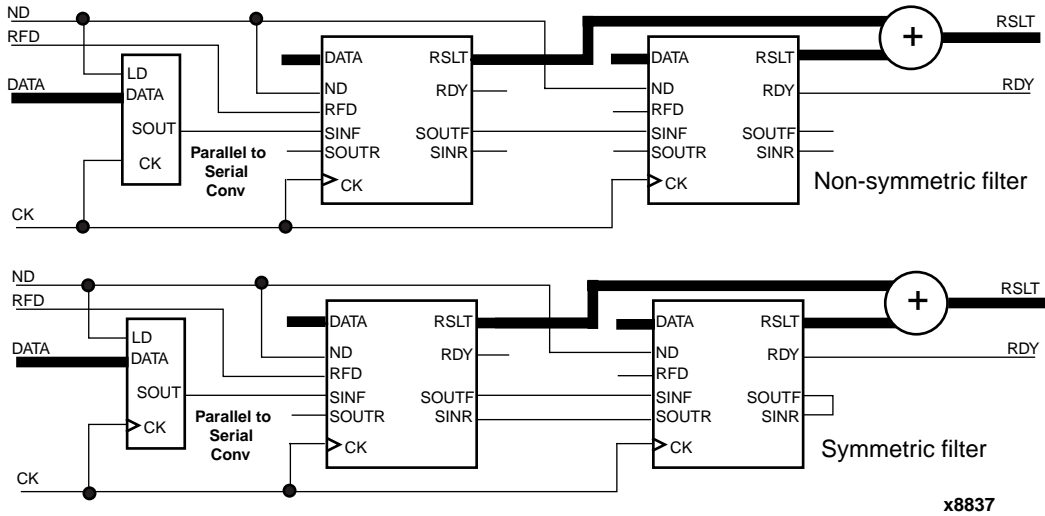 ND
RFD
DATA
LD
DATA
SOUT
CK
Parallel to
Serial
Conv
CK
DATA
ND
RFD
SINF
SOUTR
CK
RSLT
RDY
SOUTF
SINR
DATA
ND
RFD
SINF
SOUTR
CK
RSLT
RDY
SOUTF
SINR
+
RSLT
RDY
Non-symmetric filter
ND
RFD
DATA
LD
DATA
SOUT
CK
Parallel to
Serial
Conv
CK
DATA
ND
RFD
SINF
SOUTR
CK
RSLT
RDY
SOUTF
SINR
DATA
ND
RFD
SINF
SOUTR
CK
RSLT
RDY
SOUTF
SINR
+
RSLT
RDY
Symmetric filter
x8837